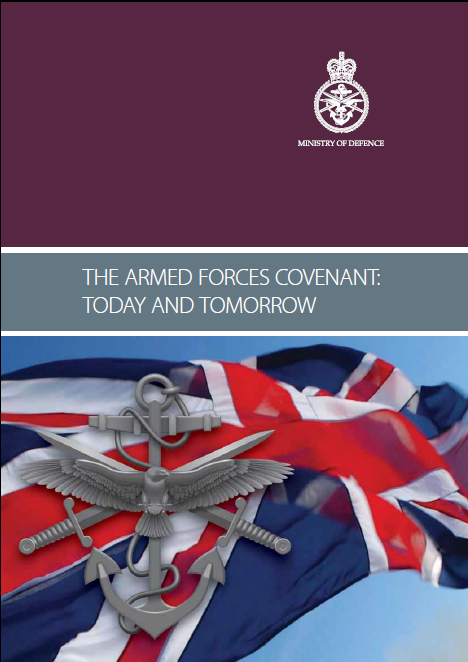 MINISTRY OF DEFENCE
THE ARMED FORCES COVENANT:
TODAY AND TOMORROW